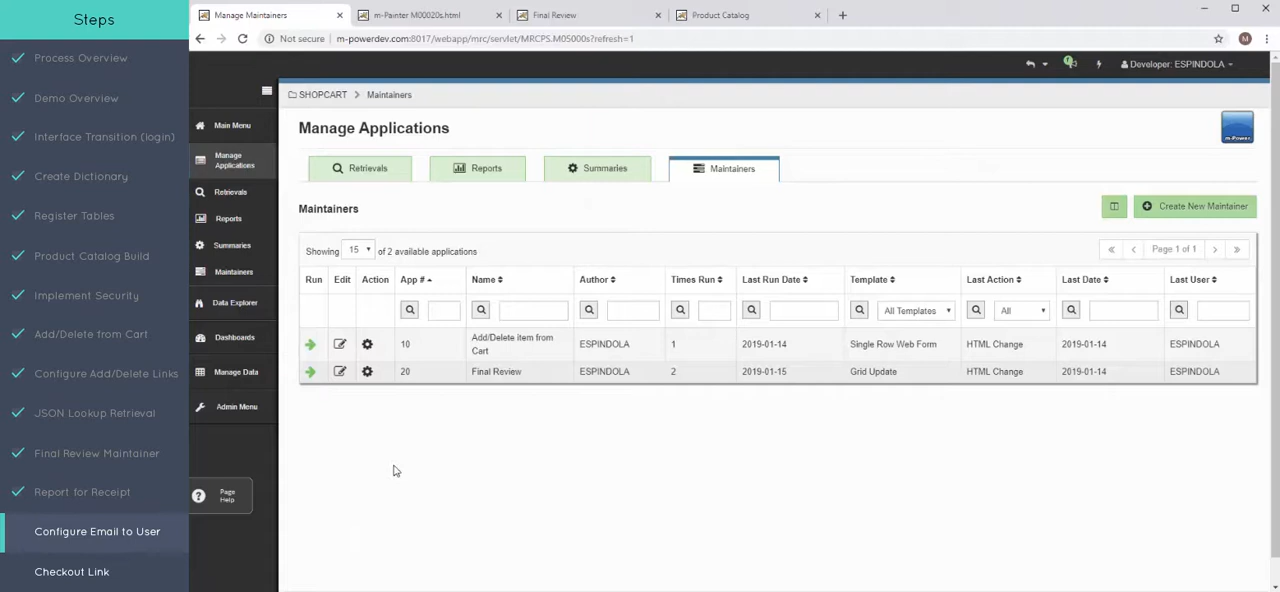 Steps
Process Overview
Demo Overview
Interface Transition (login)
Create Dictionary
Register Tables
Product Catalog Build
Implement Security
Add/Delete from Cart
Configure Add/Delete Links
JSON Lookup Retrieval
Final Review Maintainer
Report for Receipt
Configure Email to User
Checkout Link
Manage Maintainers
m-Painter M00020s.html
Final Review
Product Catalog
Not secure
m-powerdev.com:8017/webapp/mrc/servlet/MRCPS.M05000s?refresh=1
M
Developer: ESPINDOLA
Main Menu
Manage
Applications
Retrievals
Reports
Summaries
Maintainers
Data Explorer
Dashboards
Manage Data
Admin Menu
Page
Help
SHOPCART > Maintainers
Manage Applications
m-Power
Retrievals
Reports
Summaries
Maintainers
Maintainers
Create New Maintainer
Showing 15 of 2 available applications
Page 1 of 1
Run Edit Action App # Name Author Times Run Last Run Date Template Last Action Last Date Last User
All Templates All
10 Add/Delete item from
Cart ESPINDOLA 1 2019-01-14 Single Row Web Form HTML Change 2019-01-14 ESPINDOLA
20 Final Review ESPINDOLA 2 2019-01-15 Grid Update HTML Change 2019-01-14 ESPINDOLA